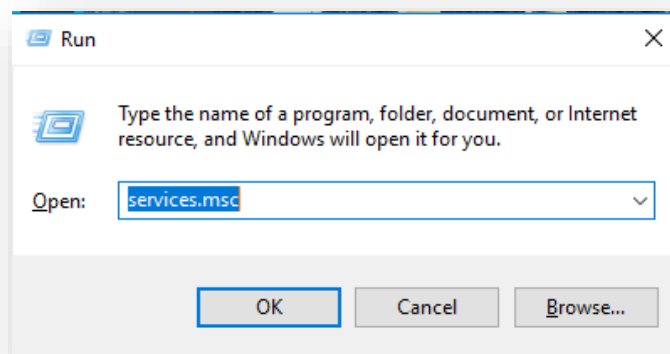 Run
Type the name of a program, folder, document, or Internet
resource, and Windows will open it for you.
Open: services.msc
OK Cancel Browse...